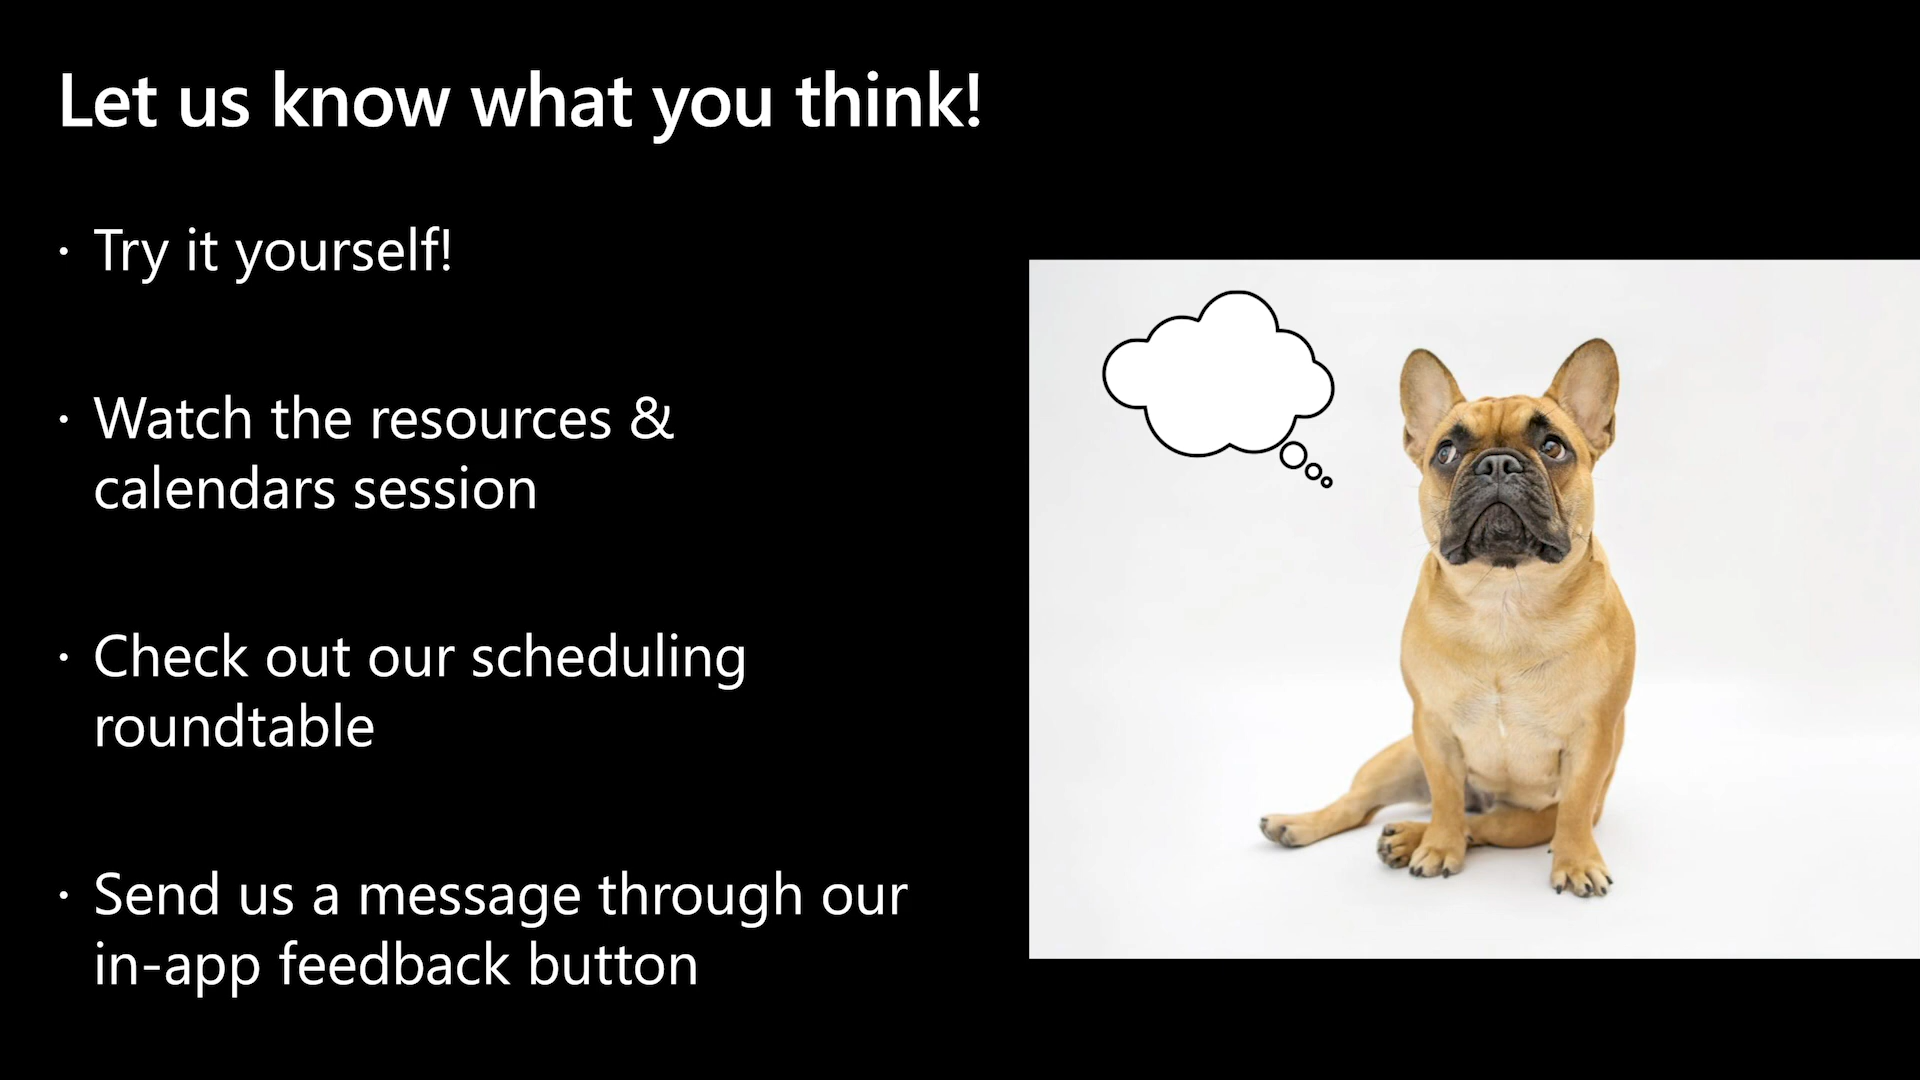 Let us know what you think!
· Try it yourself!
· Watch the resources &
calendars session
· Check out our scheduling
roundtable
· Send us a message through our
in-app feedback button